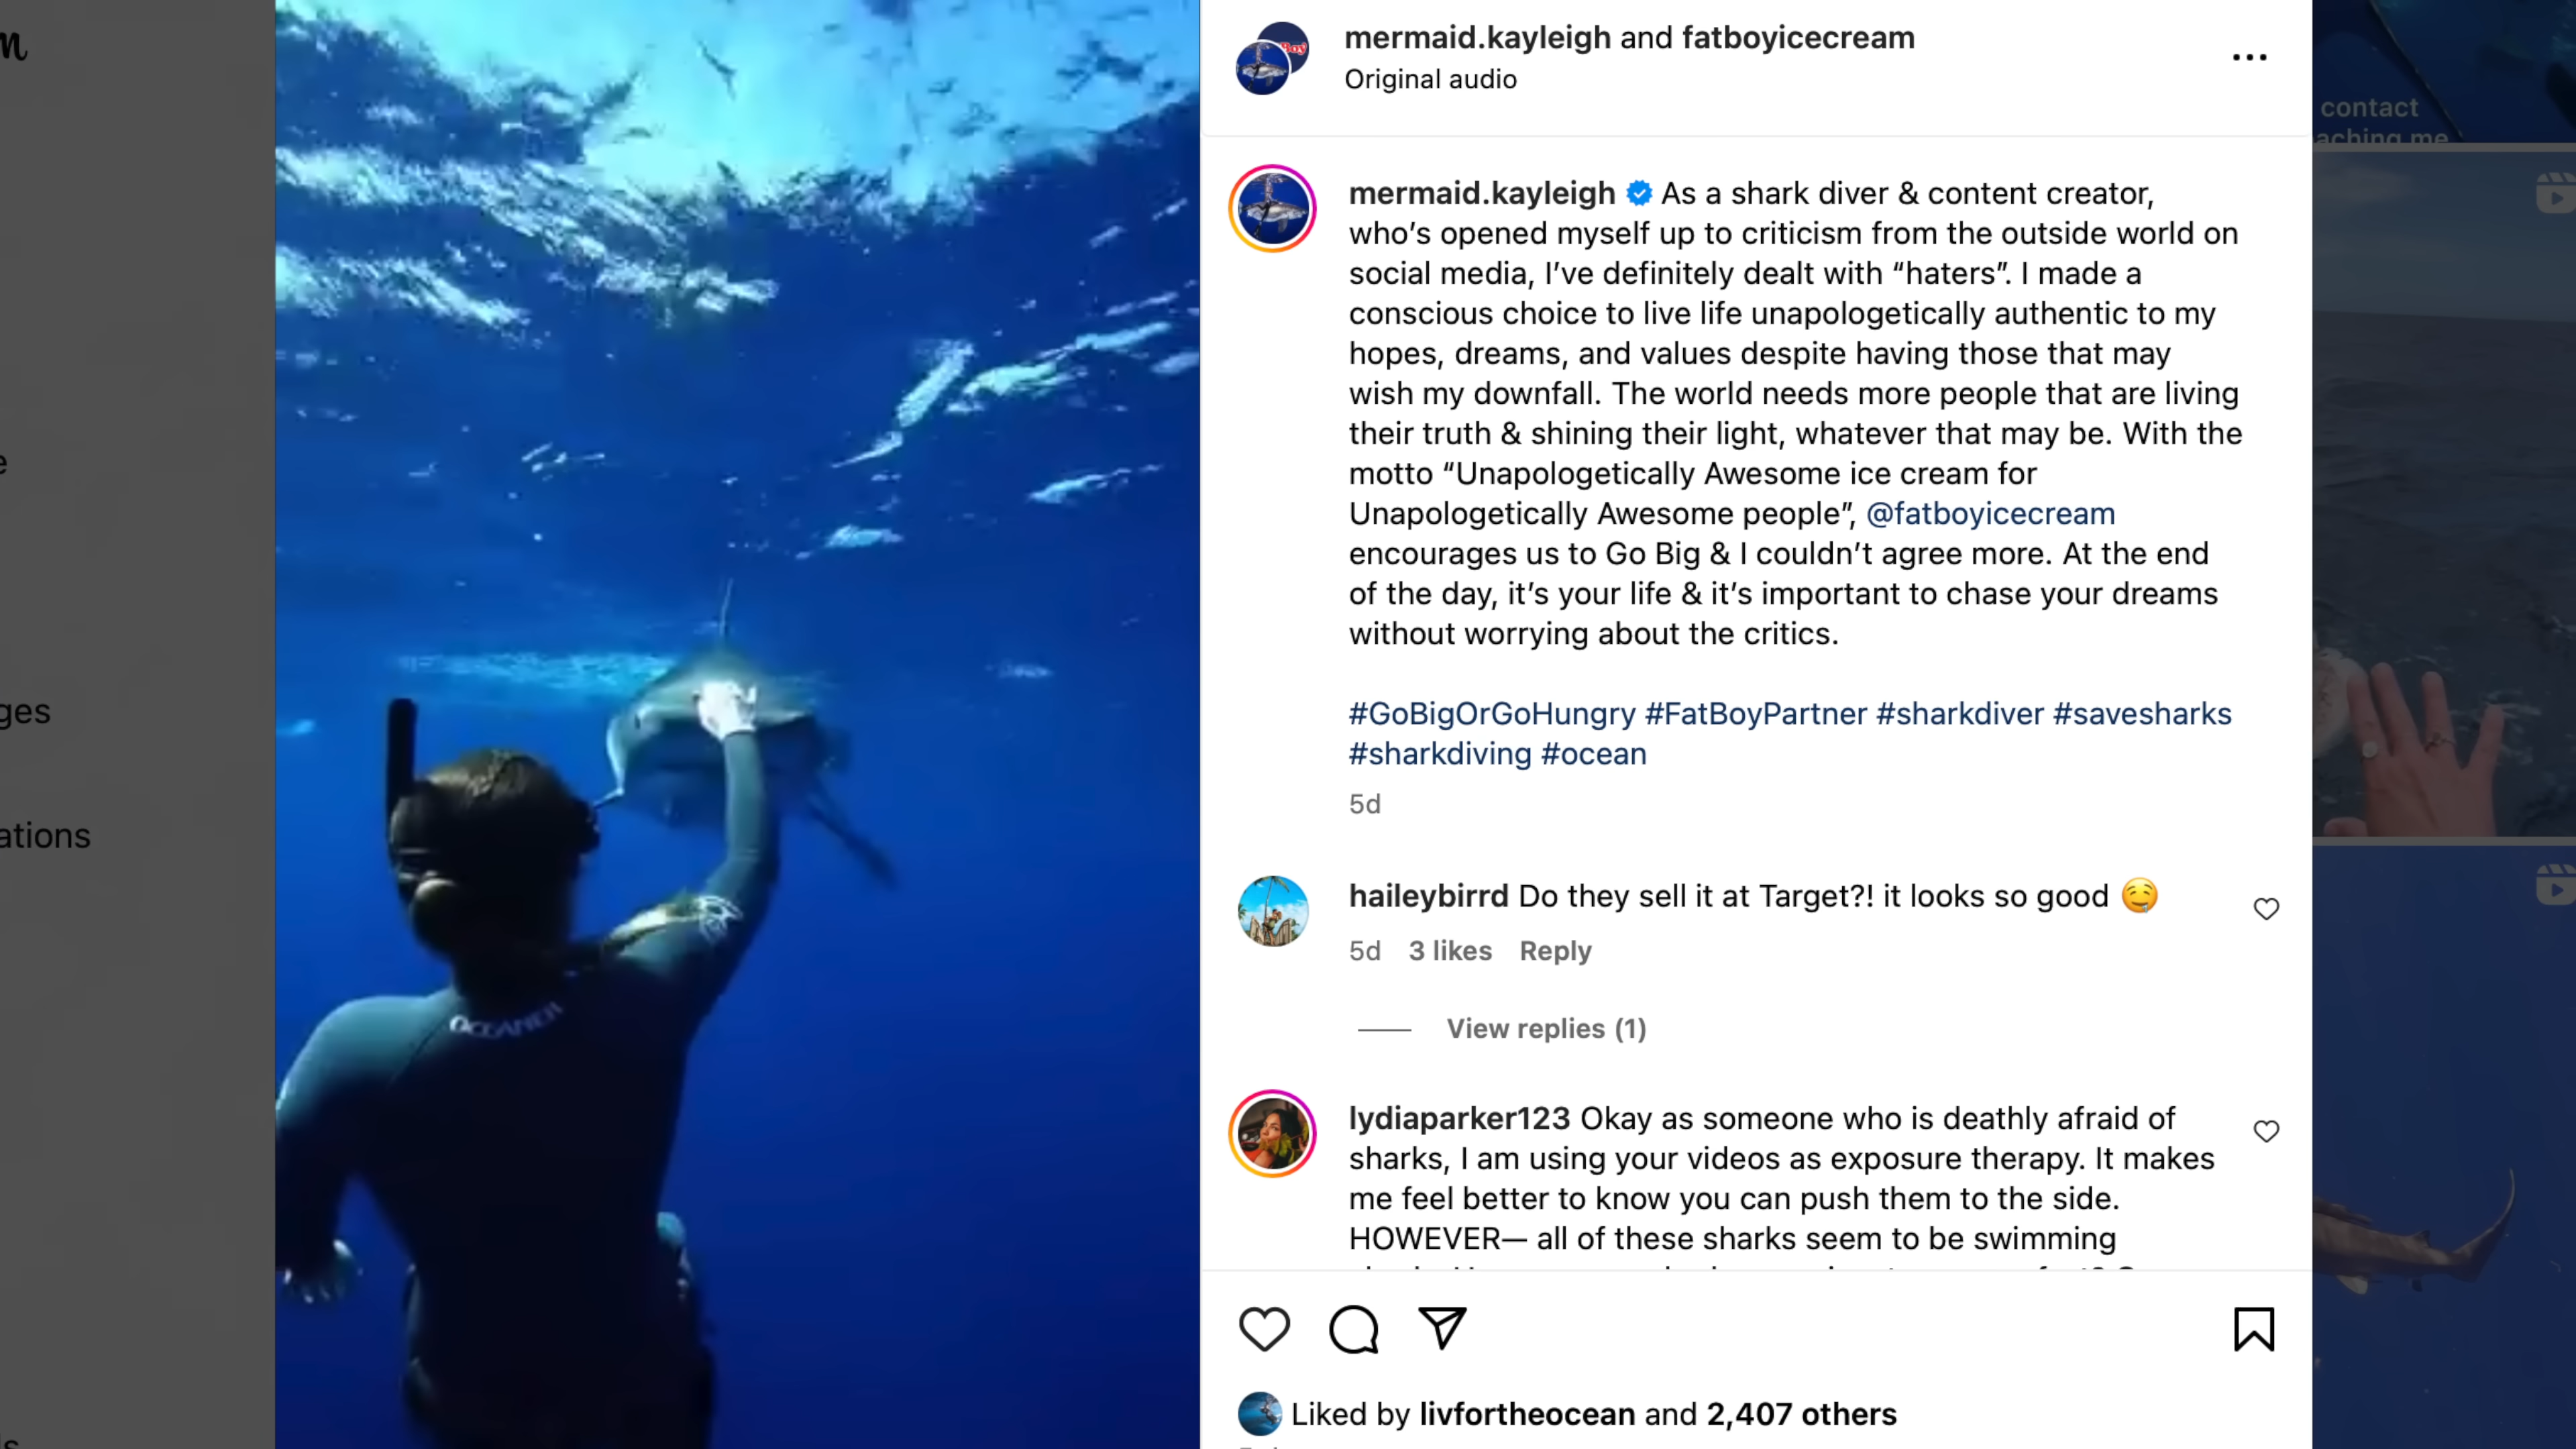 mermaid.kayleigh and fatboyicecream
Original audio
mermaid.kayleigh As a shark diver & content creator,
who’s opened myself up to criticism from the outside world on
social media, I’ve definitely dealt with “haters”. I made a
conscious choice to live life unapologetically authentic to my
hopes, dreams, and values despite having those that may
wish my downfall. The world needs more people that are living
their truth & shining their light, whatever that may be. With the
motto “Unapologetically Awesome ice cream for
Unapologetically Awesome people”, @fatboyicecream
encourages us to Go Big & I couldn’t agree more. At the end
of the day, it’s your life & it’s important to chase your dreams
without worrying about the critics.
#GoBigOrGoHungry #FatBoyPartner #sharkdiver #savesharks
#sharkdiving #ocean
5d
haileybirrd Do they sell it at Target?! it looks so good 🤤
5d 3 likes Reply
View replies (1)
lydiaparker123 Okay as someone who is deathly afraid of
sharks, I am using your videos as exposure therapy. It makes
me feel better to know you can push them to the side.
HOWEVER— all of these sharks seem to be swimming
Liked by livfortheocean and 2,407 others
contact
aching me
ges
ations